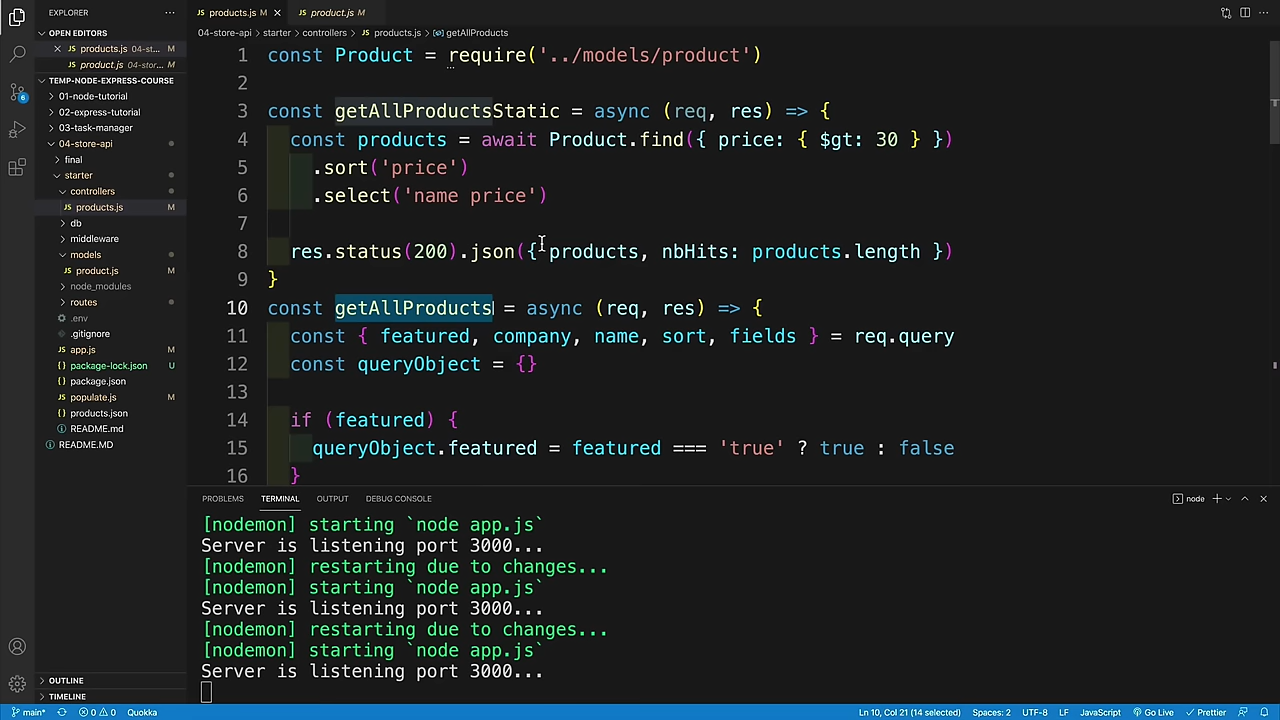 EXPLORER
OPEN EDITORS
products.js 04-st... M
product.js 04-stor... M
TEMP-NODE-EXPRESS-COURSE
01-node-tutorial
02-express-tutorial
03-task-manager
04-store-api
final
starter
controllers
products.js M
db
middleware
models
product.js M
node_modules
routes
.env
.gitignore
app.js M
package-lock.json U
package.json
populate.js M
products.json
README.md
README.MD
OUTLINE
TIMELINE
6
products.js M
product.js M
04-store-api > starter > controllers > products.js > getAllProducts
1 const Product = require('../models/product')
2
3 const getAllProductsStatic = async (req, res) => {
4 const products = await Product.find({ price: { $gt: 30 } })
5 .sort('price')
6 .select('name price')
7
8 res.status(200).json({ products, nbHits: products.length })
9 }
10 const getAllProducts = async (req, res) => {
11 const { featured, company, name, sort, fields } = req.query
12 const queryObject = {}
13
14 if (featured) {
15 queryObject.featured = featured === 'true' ? true : false
16 }
PROBLEMS TERMINAL OUTPUT DEBUG CONSOLE node
[nodemon] starting `node app.js`
Server is listening port 3000...
[nodemon] restarting due to changes...
[nodemon] starting `node app.js`
Server is listening port 3000...
[nodemon] restarting due to changes...
[nodemon] starting `node app.js`
Server is listening port 3000...
main* 0 0 Quokka Ln 10, Col 21 (14 selected) Spaces: 2 UTF-8 LF JavaScript Go Live Prettier